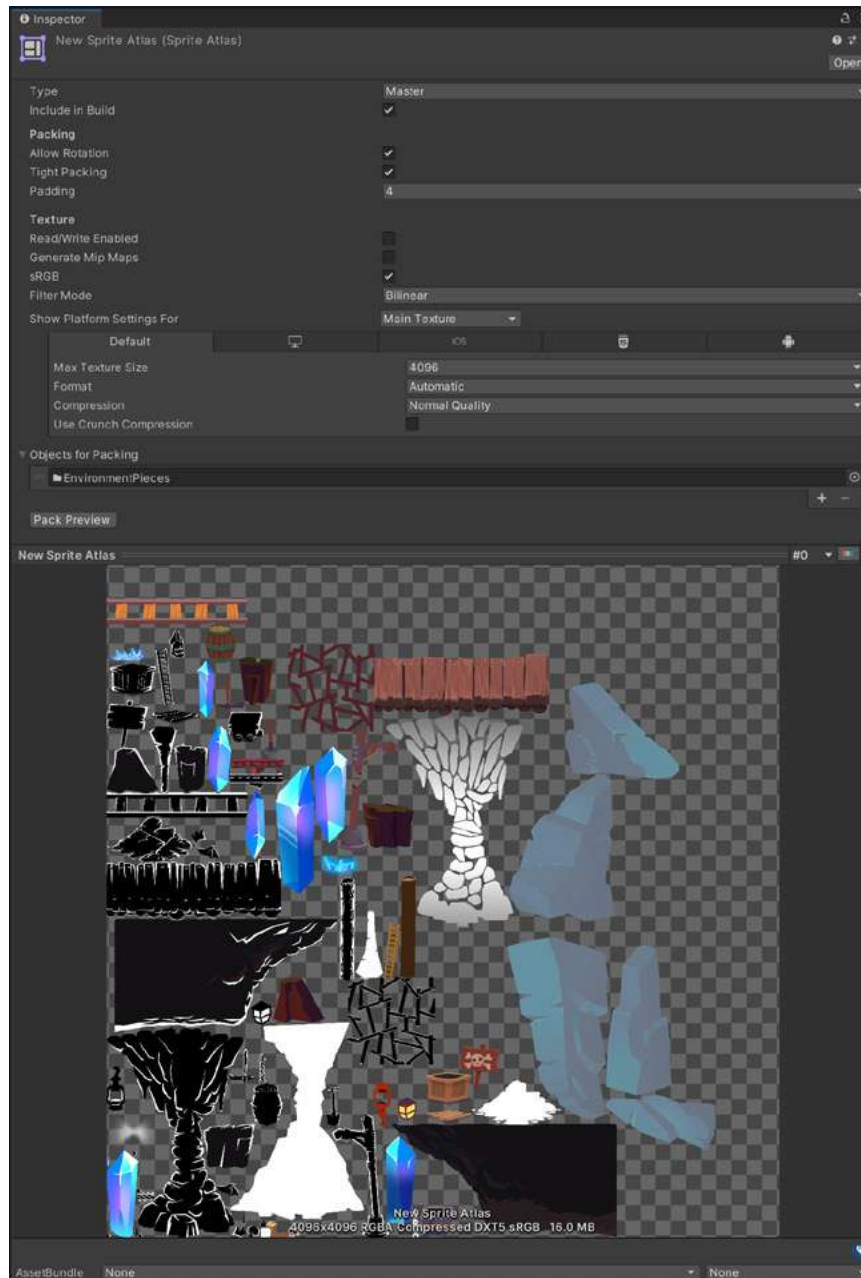 Inspector
New Sprite Atlas (Sprite Atlas)
Open
Type Master
Include in Build
Packing
Allow Rotation
Tight Packing
Padding 4
Texture
Read/Write Enabled
Generate Mip Maps
sRGB
Filter Mode Bilinear
Show Platform Settings For Main Texture
Default iOS
Max Texture Size 4096
Format Automatic
Compression Normal Quality
Use Crunch Compression
Objects for Packing
EnvironmentPieces
+ -
Pack Preview
New Sprite Atlas #0
New Sprite Atlas
4096x4096 RGBA Compressed DXT5 sRGB 16.0 MB
AssetBundle None None